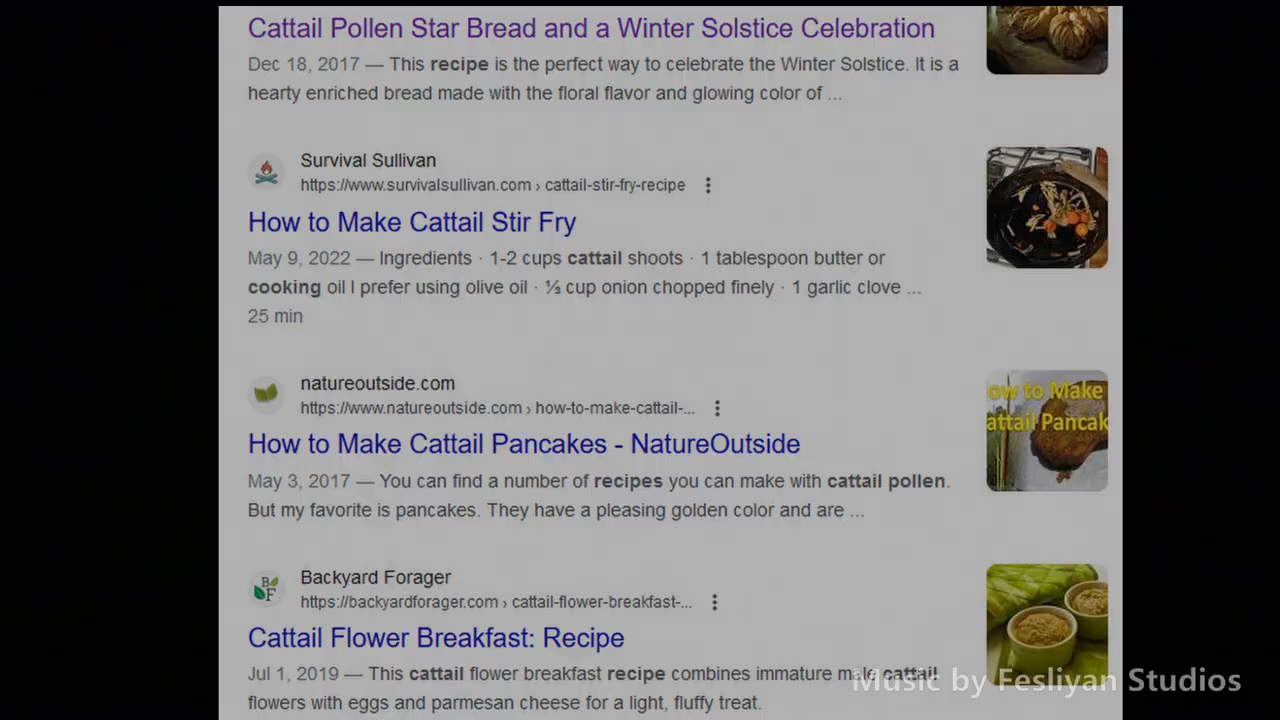 Cattail Pollen Star Bread and a Winter Solstice Celebration
Dec 18, 2017 — This recipe is the perfect way to celebrate the Winter Solstice. It is a
hearty enriched bread made with the floral flavor and glowing color of ...
Survival Sullivan
https://www.survivalsullivan.com › cattail-stir-fry-recipe
How to Make Cattail Stir Fry
May 9, 2022 — Ingredients · 1-2 cups cattail shoots · 1 tablespoon butter or
cooking oil I prefer using olive oil · ⅓ cup onion chopped finely · 1 garlic clove ...
25 min
natureoutside.com
https://www.natureoutside.com › how-to-make-cattail-...
How to Make Cattail Pancakes - NatureOutside
May 3, 2017 — You can find a number of recipes you can make with cattail pollen.
But my favorite is pancakes. They have a pleasing golden color and are ...
ow to Make
attail Pancak
BF
Backyard Forager
https://backyardforager.com › cattail-flower-breakfast-...
Cattail Flower Breakfast: Recipe
Jul 1, 2019 — This cattail flower breakfast recipe combines immature male cattail
flowers with eggs and parmesan cheese for a light, fluffy treat.
Music by Fesliyan Studios